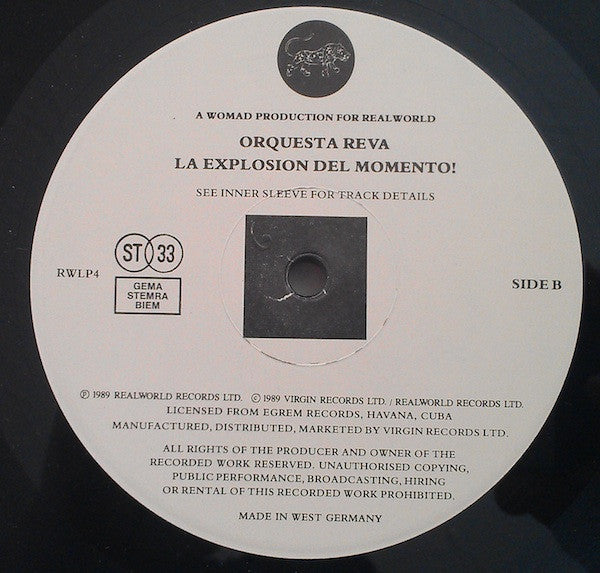 A WOMAD PRODUCTION FOR REALWORLD
ORQUESTA REVA
LA EXPLOSION DEL MOMENTO!
SEE INNER SLEEVE FOR TRACK DETAILS
ST 33
RWLP4
GEMA
STEMRA
BIEM
SIDE B
Ⓟ 1989 REALWORLD RECORDS LTD. © 1989 VIRGIN RECORDS LTD. / REALWORLD RECORDS LTD.
LICENSED FROM EGREM RECORDS, HAVANA, CUBA
MANUFACTURED, DISTRIBUTED, MARKETED BY VIRGIN RECORDS LTD.
ALL RIGHTS OF THE PRODUCER AND OWNER OF THE
RECORDED WORK RESERVED. UNAUTHORISED COPYING,
PUBLIC PERFORMANCE, BROADCASTING, HIRING
OR RENTAL OF THIS RECORDED WORK PROHIBITED.
MADE IN WEST GERMANY